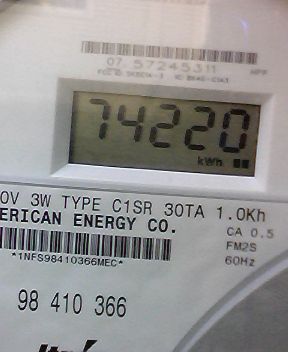 07 57245311
74220
kWh
0V 3W TYPE C1SR 30TA 1.0Kh
ERICAN ENERGY CO.
CA 0.5
FM2S
*1NFS98410366MEC*
60Hz
98 410 366